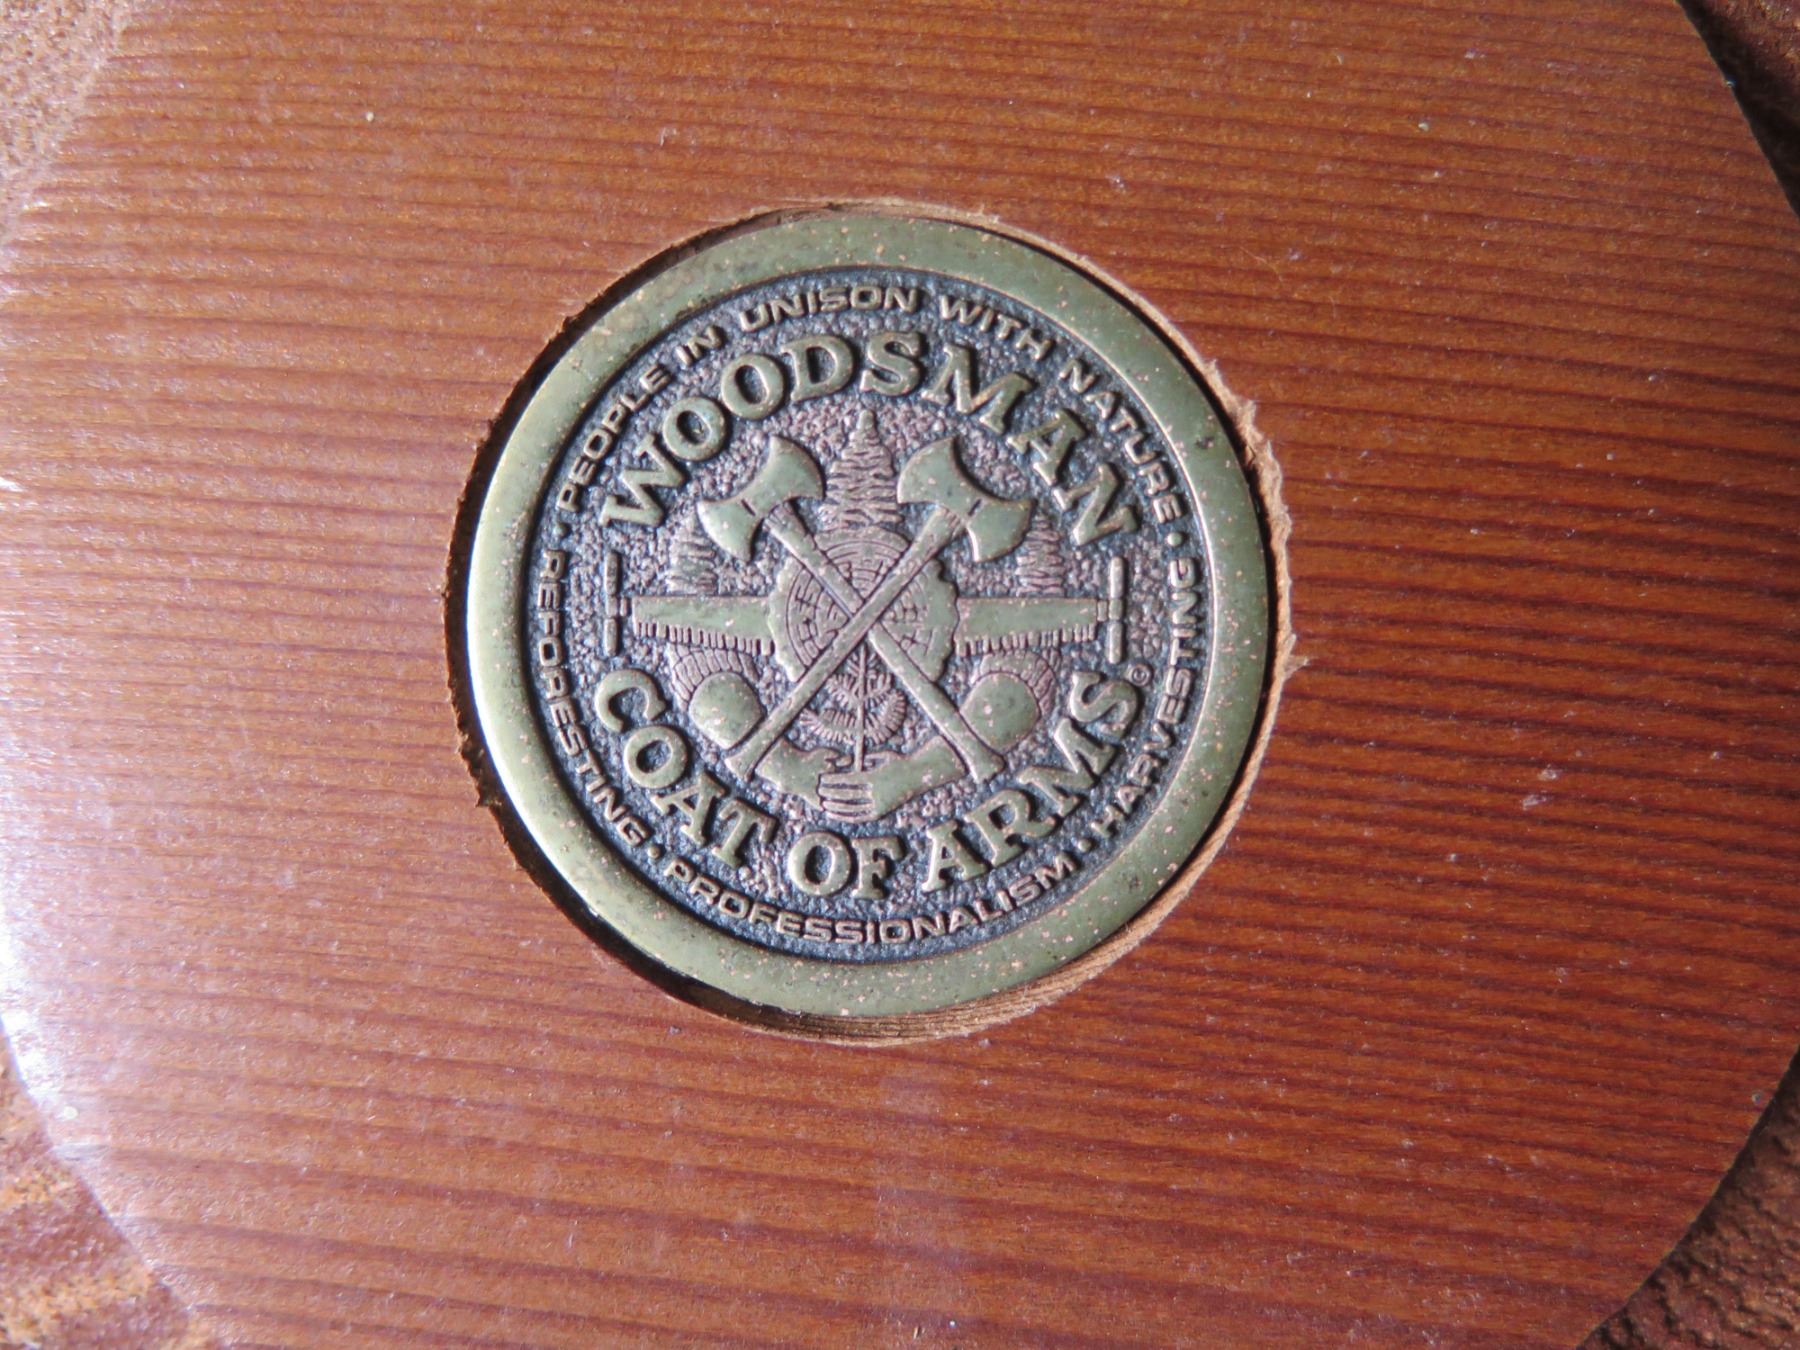 PEOPLE IN UNISON WITH NATURE • HARVESTING • PROFESSIONALISM • REFORESTING •
WOODSMAN
COAT OF ARMS ©